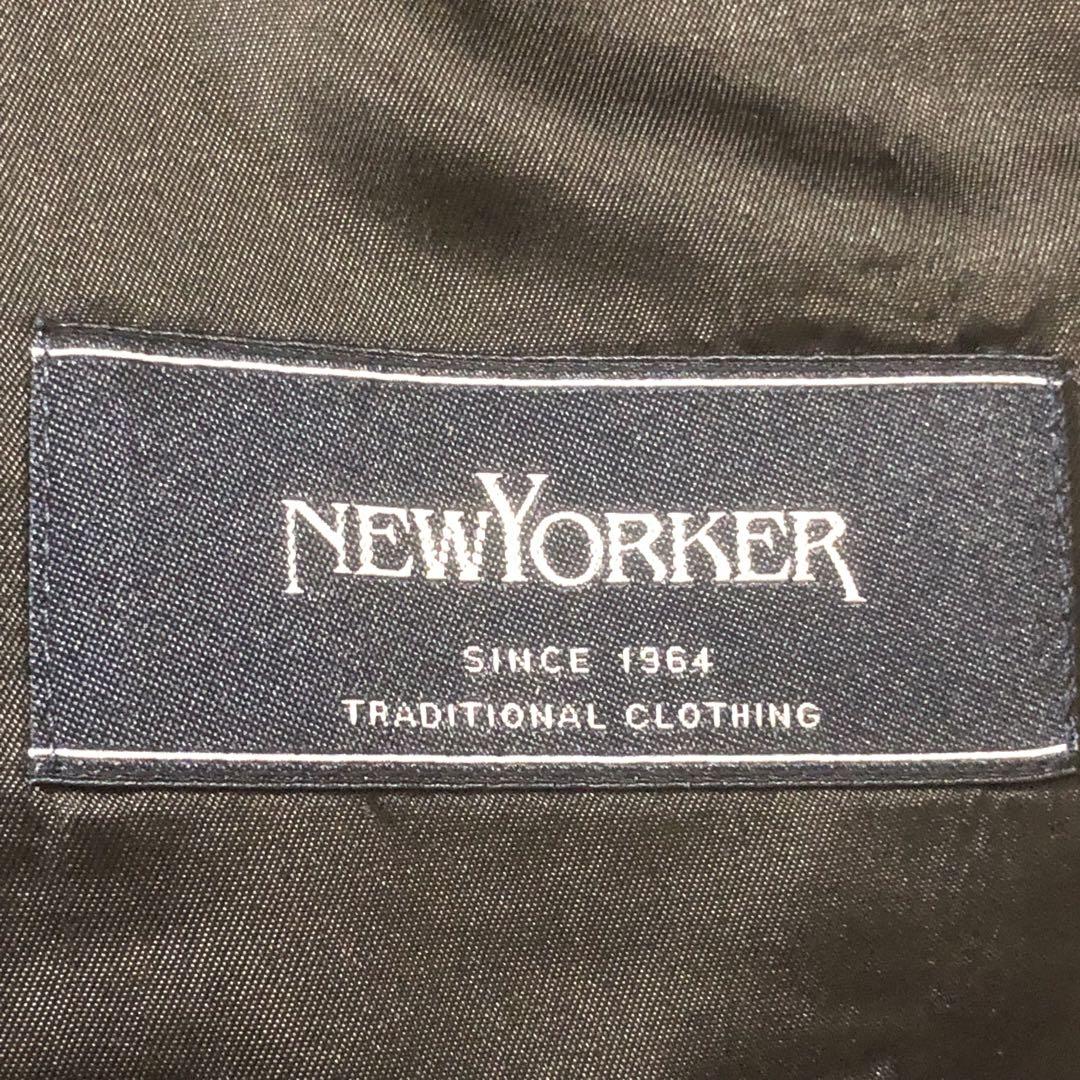 NEWYORKER
SINCE 1964
TRADITIONAL CLOTHING